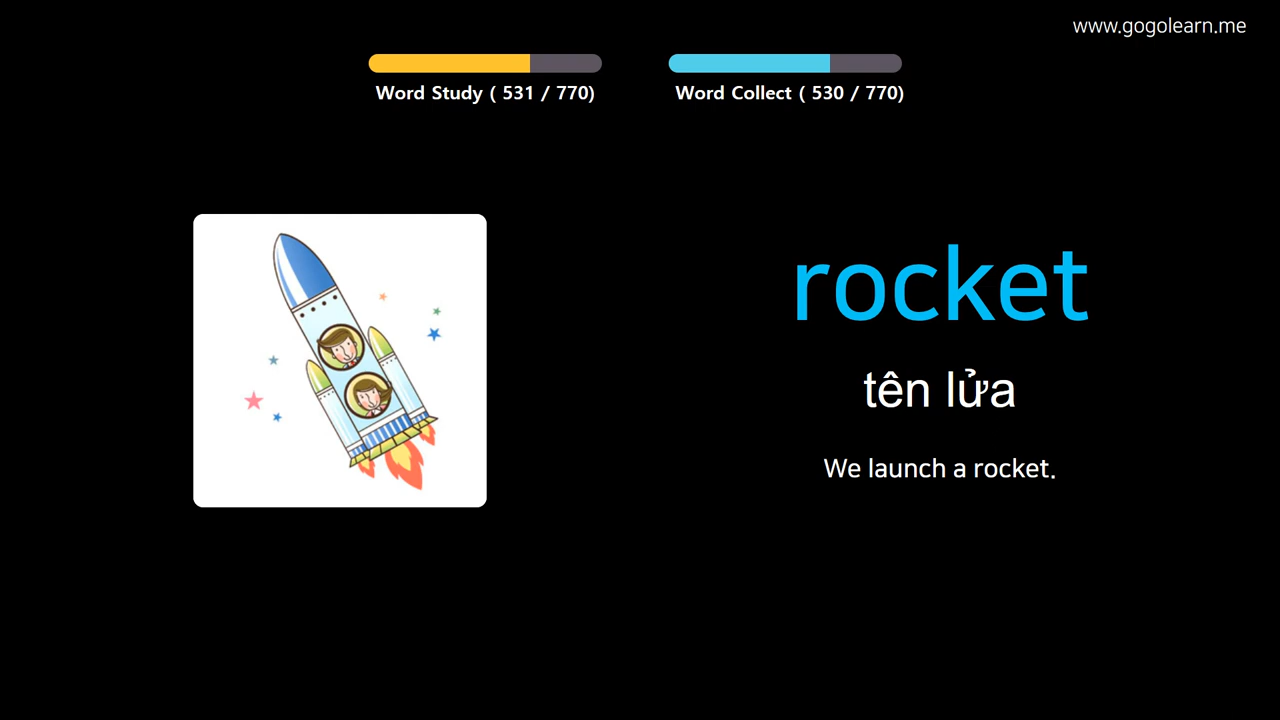 www.gogolearn.me
Word Study ( 531 / 770)
Word Collect ( 530 / 770)
rocket
tên lửa
We launch a rocket.